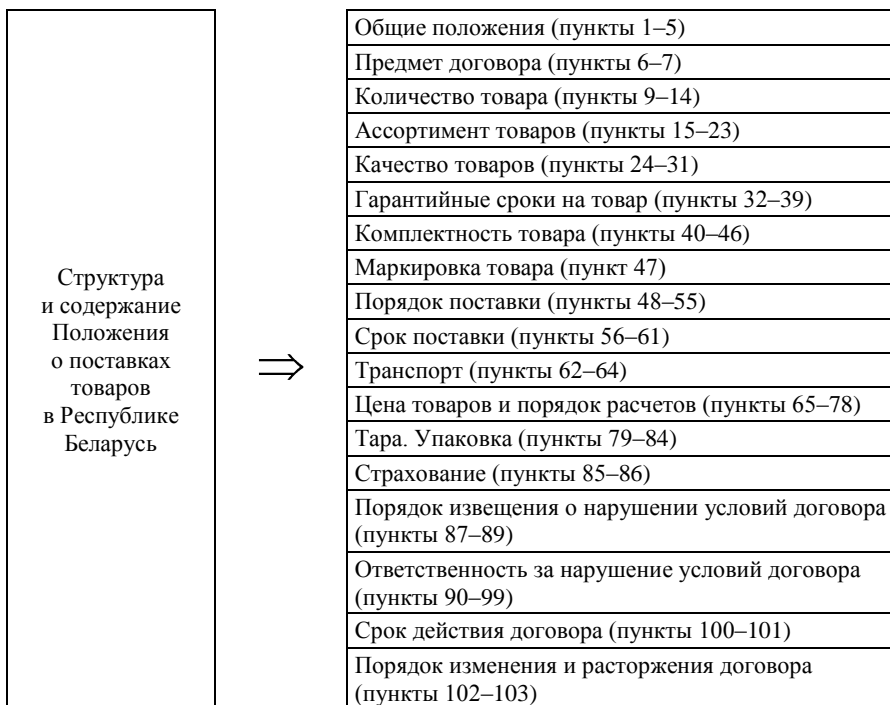 Структура
и содержание
Положения
о поставках
товаров
в Республике
Беларусь
⇒
Общие положения (пункты 1–5)
Предмет договора (пункты 6–7)
Количество товара (пункты 9–14)
Ассортимент товаров (пункты 15–23)
Качество товаров (пункты 24–31)
Гарантийные сроки на товар (пункты 32–39)
Комплектность товара (пункты 40–46)
Маркировка товара (пункт 47)
Порядок поставки (пункты 48–55)
Срок поставки (пункты 56–61)
Транспорт (пункты 62–64)
Цена товаров и порядок расчетов (пункты 65–78)
Тара. Упаковка (пункты 79–84)
Страхование (пункты 85–86)
Порядок извещения о нарушении условий договора
(пункты 87–89)
Ответственность за нарушение условий договора
(пункты 90–99)
Срок действия договора (пункты 100–101)
Порядок изменения и расторжения договора
(пункты 102–103)